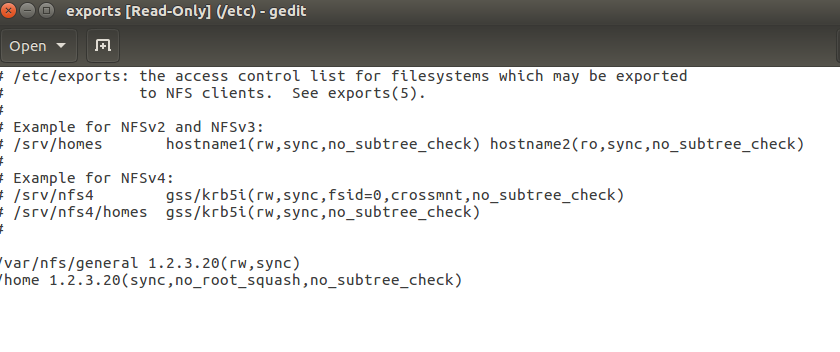 exports [Read-Only] (/etc) - gedit
Open
# /etc/exports: the access control list for filesystems which may be exported
#               to NFS clients.  See exports(5).
#
# Example for NFSv2 and NFSv3:
# /srv/homes       hostname1(rw,sync,no_subtree_check) hostname2(ro,sync,no_subtree_check)
#
# Example for NFSv4:
# /srv/nfs4        gss/krb5i(rw,sync,fsid=0,crossmnt,no_subtree_check)
# /srv/nfs4/homes  gss/krb5i(rw,sync,no_subtree_check)
#
/var/nfs/general 1.2.3.20(rw,sync)
/home 1.2.3.20(sync,no_root_squash,no_subtree_check)